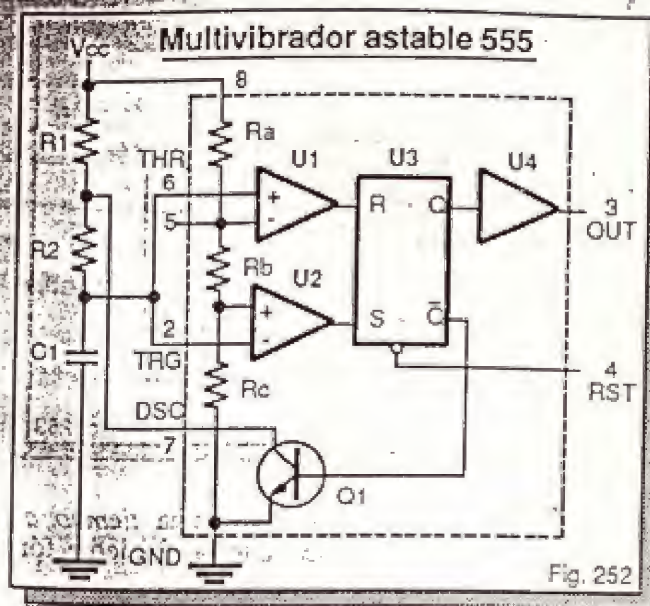 Multivibrador astable 555
Vcc
8
R1
Ra
THR
6
U1
U3
U4
+
-
5
R
Q
3
OUT
R2
Rb
U2
+
-
S
Q̅
2
TRG
C1
Rc
4
RST
DSC
7
Q1
GND
Fig. 252